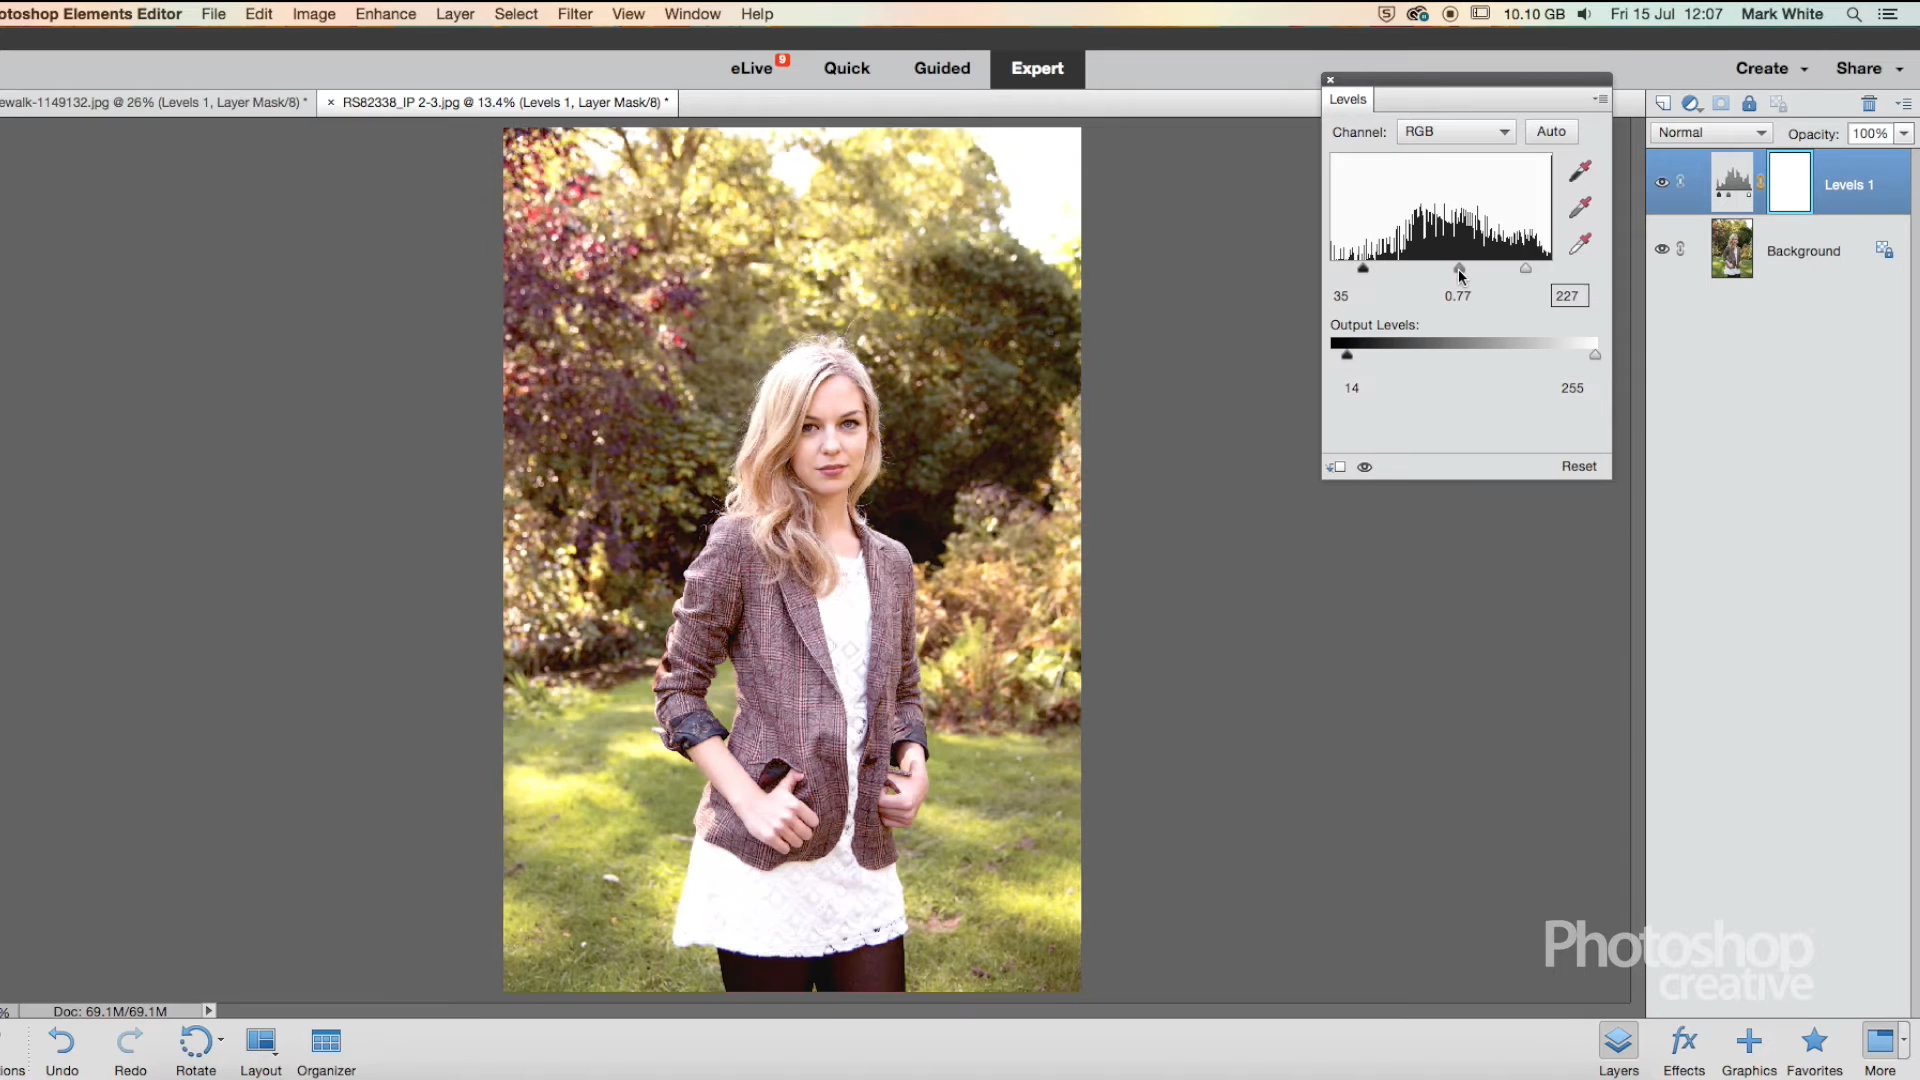 otoshop Elements Editor File Edit Image Enhance Layer Select Filter View Window Help 10.10 GB Fri 15 Jul 12:07 Mark White
eLive 9 Quick Guided Expert Create Share
ewalk-1149132.jpg @ 26% (Levels 1, Layer Mask/8) * × RS82338_IP 2-3.jpg @ 13.4% (Levels 1, Layer Mask/8) *
Levels
Channel: RGB Auto
35 0.77 227
Output Levels:
14 255
Reset
Normal Opacity: 100%
Levels 1
Background
Photoshop
creative
% Doc: 69.1M/69.1M
ions Undo Redo Rotate Layout Organizer Layers Effects Graphics Favorites More